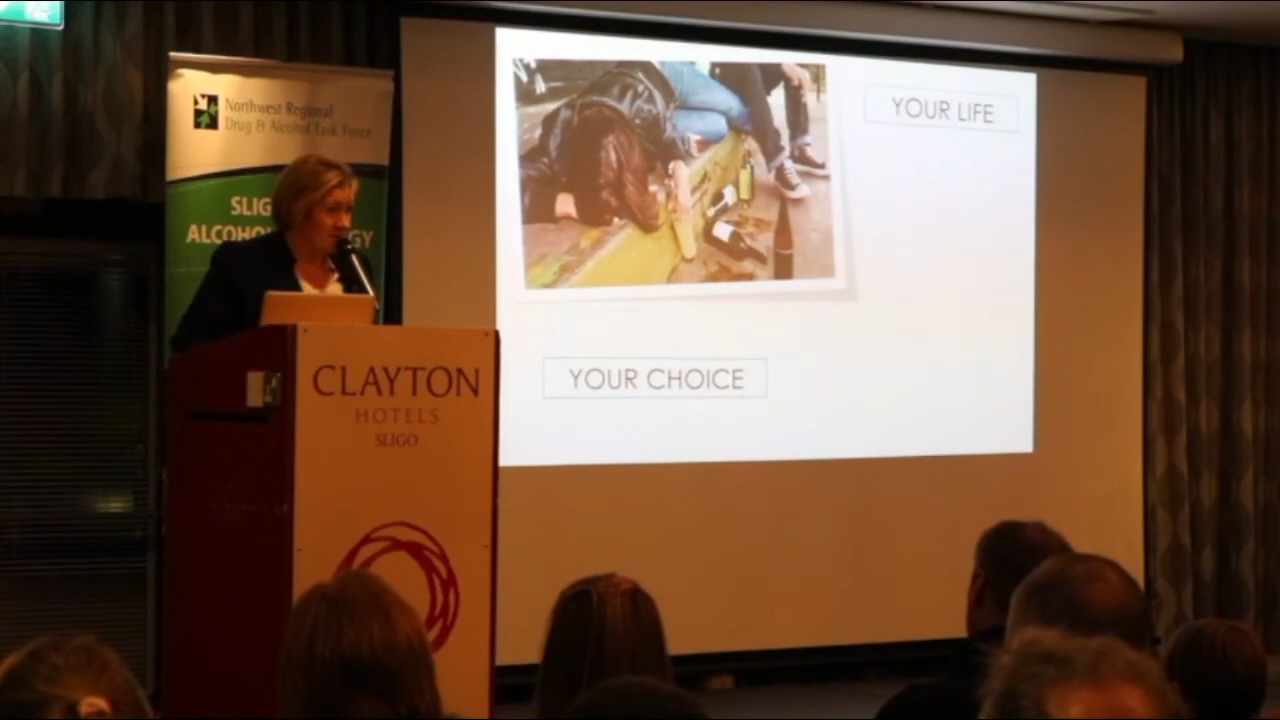 Northwest Regional
Drug & Alcohol Task Force
SLIG
ALCOHO GY
CLAYTON
HOTELS
SLIGO
YOUR LIFE
YOUR CHOICE